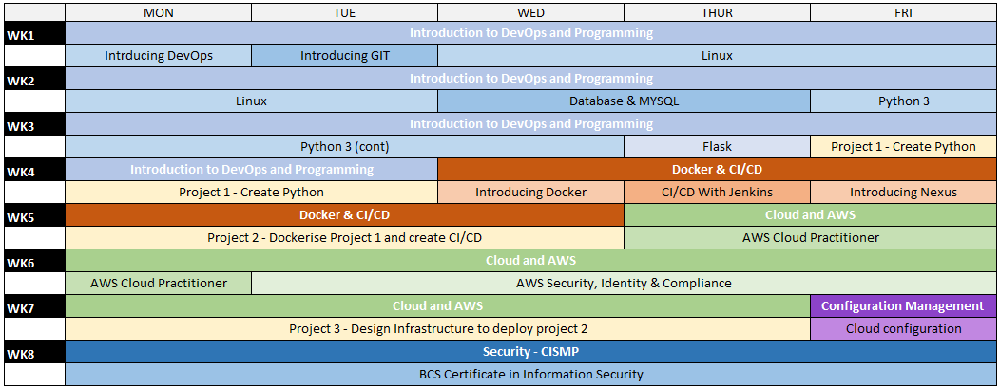 MON TUE WED THUR FRI
WK1 Introduction to DevOps and Programming
Intrducing DevOps Introducing GIT Linux
WK2 Introduction to DevOps and Programming
Linux Database & MYSQL Python 3
WK3 Introduction to DevOps and Programming
Python 3 (cont) Flask Project 1 - Create Python
WK4 Introduction to DevOps and Programming Docker & CI/CD
Project 1 - Create Python Introducing Docker CI/CD With Jenkins Introducing Nexus
WK5 Docker & CI/CD Cloud and AWS
Project 2 - Dockerise Project 1 and create CI/CD AWS Cloud Practitioner
WK6 Cloud and AWS
AWS Cloud Practitioner AWS Security, Identity & Compliance
WK7 Cloud and AWS Configuration Management
Project 3 - Design Infrastructure to deploy project 2 Cloud configuration
WK8 Security - CISMP
BCS Certificate in Information Security